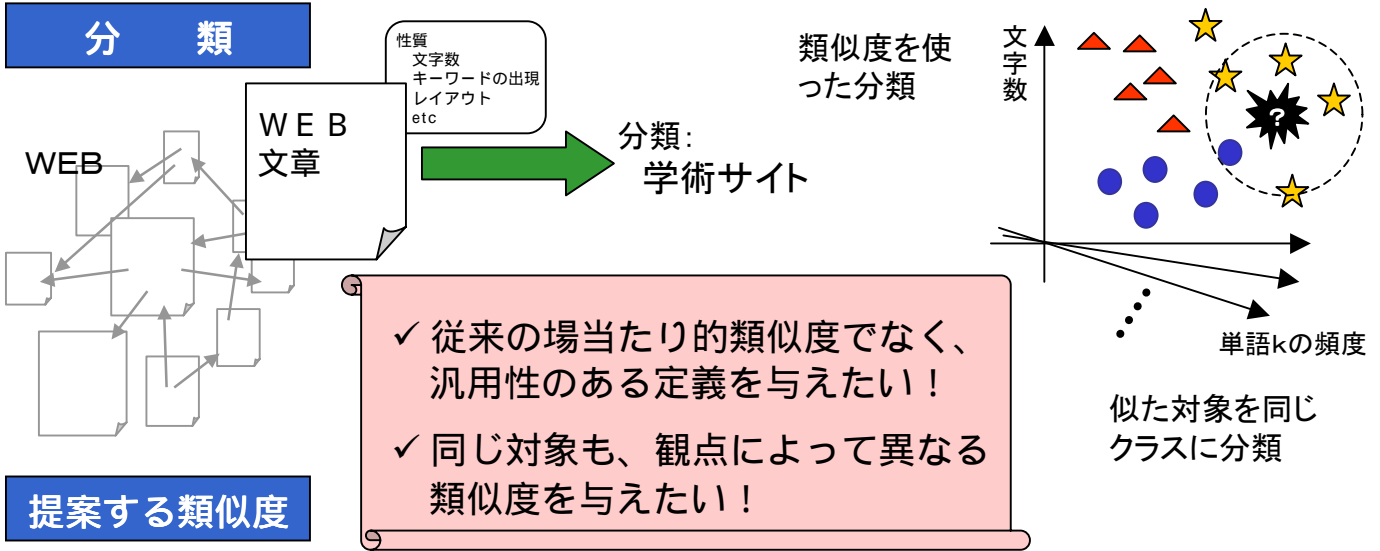 分 類
性質
文字数
キーワードの出現
レイアウト
etc
WEB
ＷＥＢ
文章
分類：
学術サイト
類似度を使
った分類
文字数
?
単語kの頻度
似た対象を同じ
クラスに分類
✓ 従来の場当たり的類似度でなく、
汎用性のある定義を与えたい！
✓ 同じ対象も、観点によって異なる
類似度を与えたい！
提案する類似度